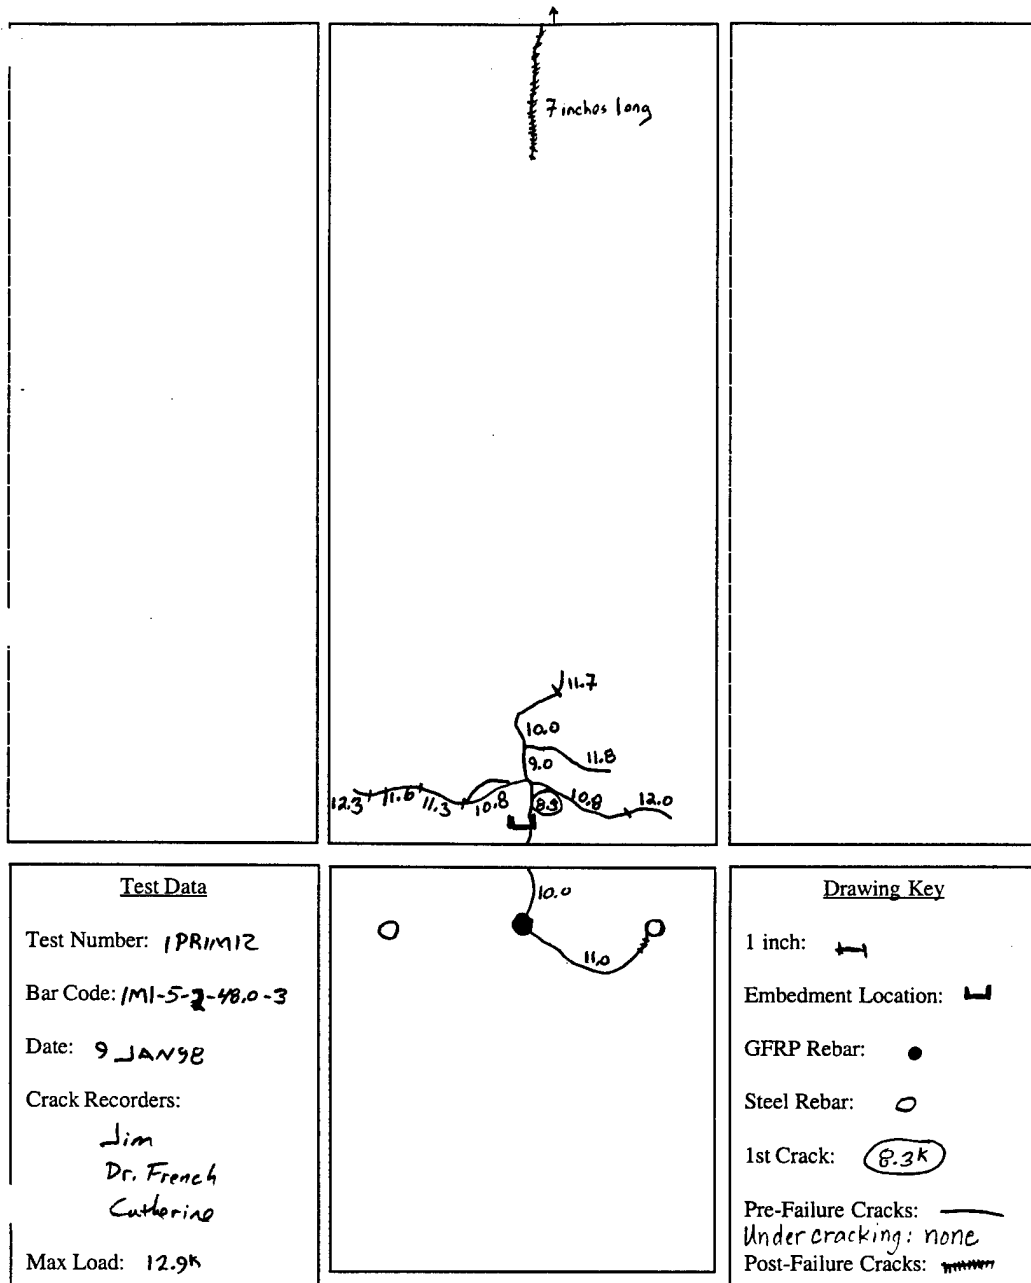 7 inches long
11.7
10.0
11.8
9.0
12.3
11.6
11.3
10.8
8.3
10.8
12.0
Test Data
Test Number: 1PRIM12
Bar Code: 1M1-5-2-48.0-3
Date: 9 JAN98
Crack Recorders:
Jim
Dr. French
Catherine
Max Load: 12.9K
10.0
11.0
Drawing Key
1 inch:
Embedment Location:
GFRP Rebar:
Steel Rebar:
1st Crack: 8.3K
Pre-Failure Cracks:
Under cracking: none
Post-Failure Cracks: